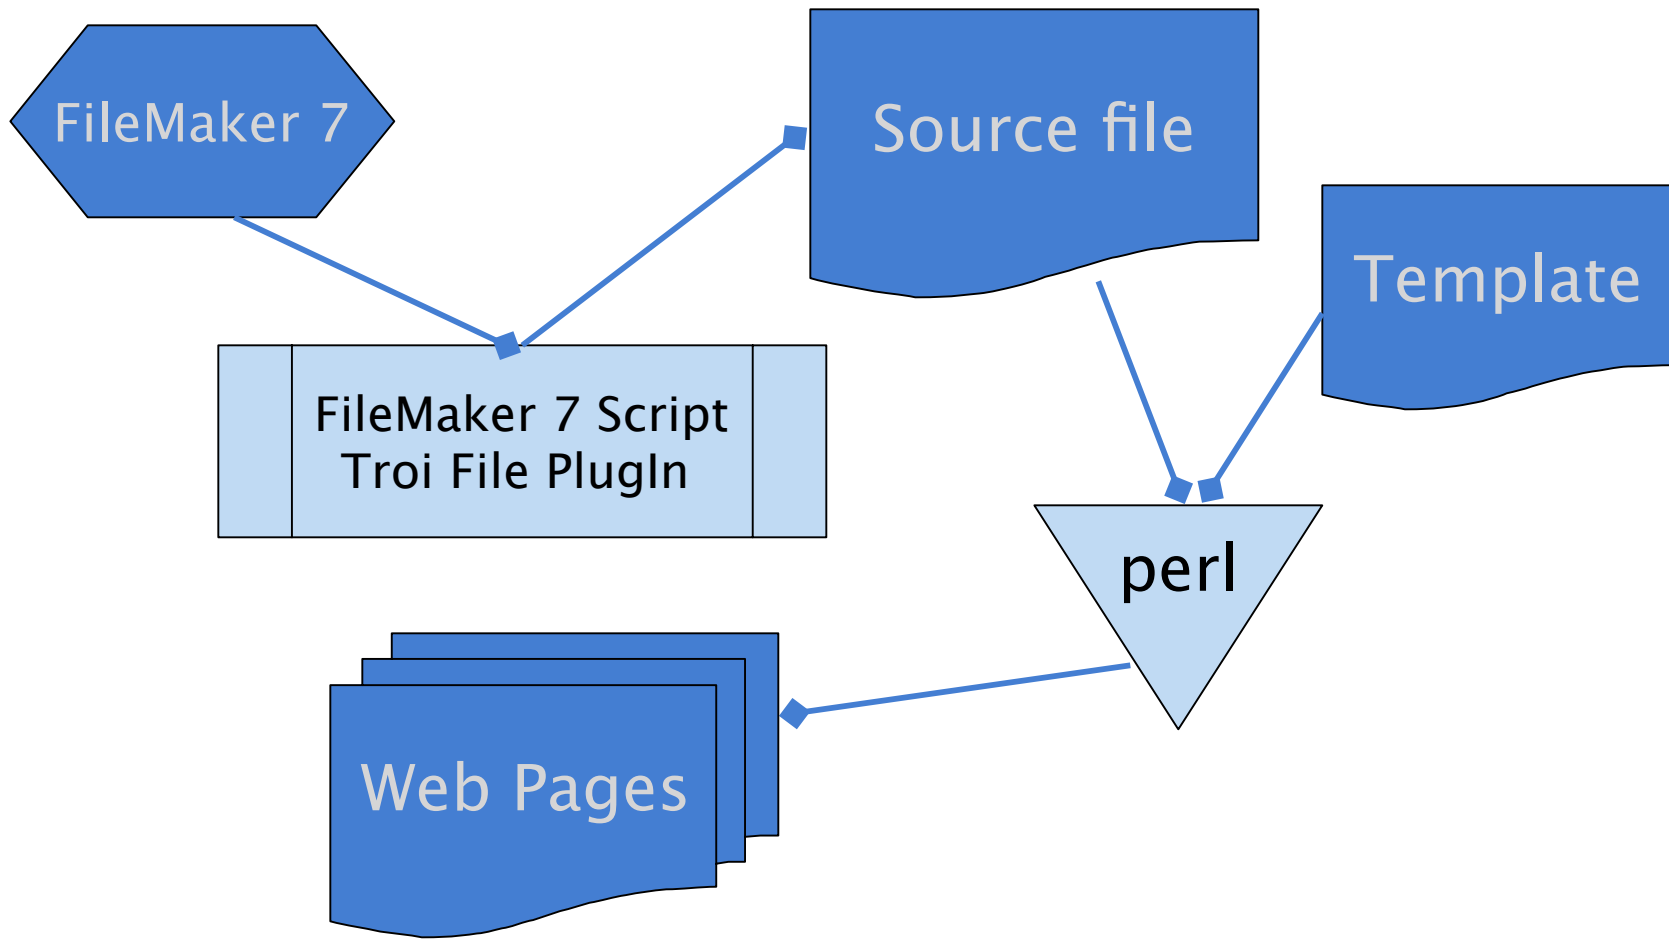 FileMaker 7
Source file
Template
FileMaker 7 Script
Troi File PlugIn
perl
Web Pages